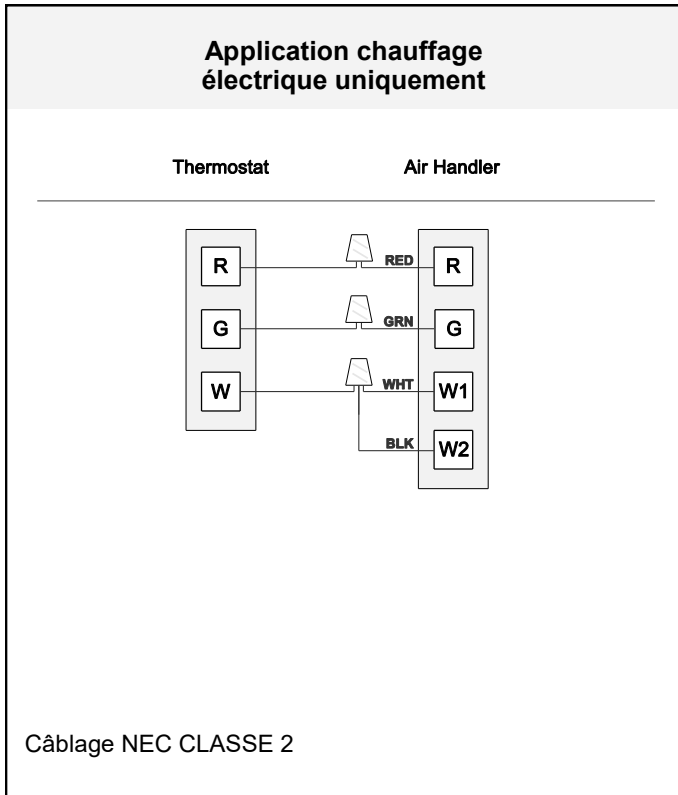 Application chauffage
électrique uniquement
Thermostat Air Handler
R RED R
G GRN G
W WHT W1
BLK W2
Câblage NEC CLASSE 2